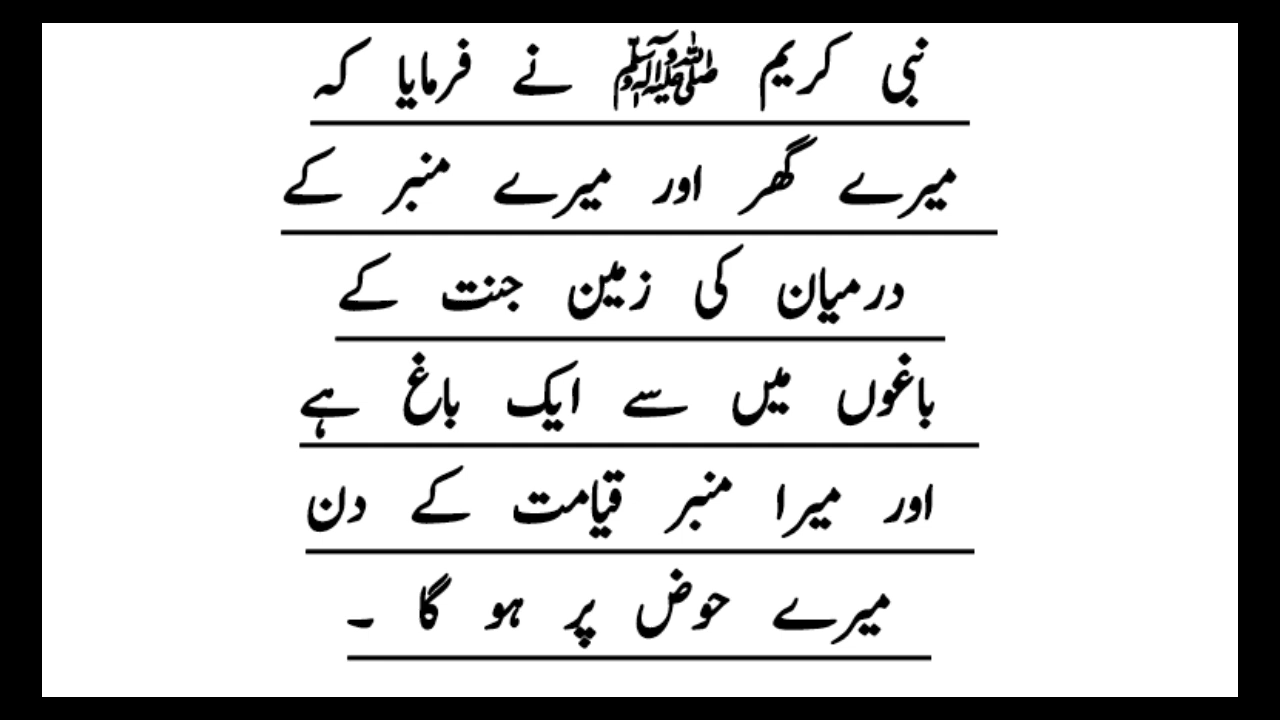 نبی کریم ﷺ نے فرمایا کہ
میرے گھر اور میرے منبر کے
درمیان کی زمین جنت کے
باغوں میں سے ایک باغ ہے
اور میرا منبر قیامت کے دن
میرے حوض پر ہو گا ۔